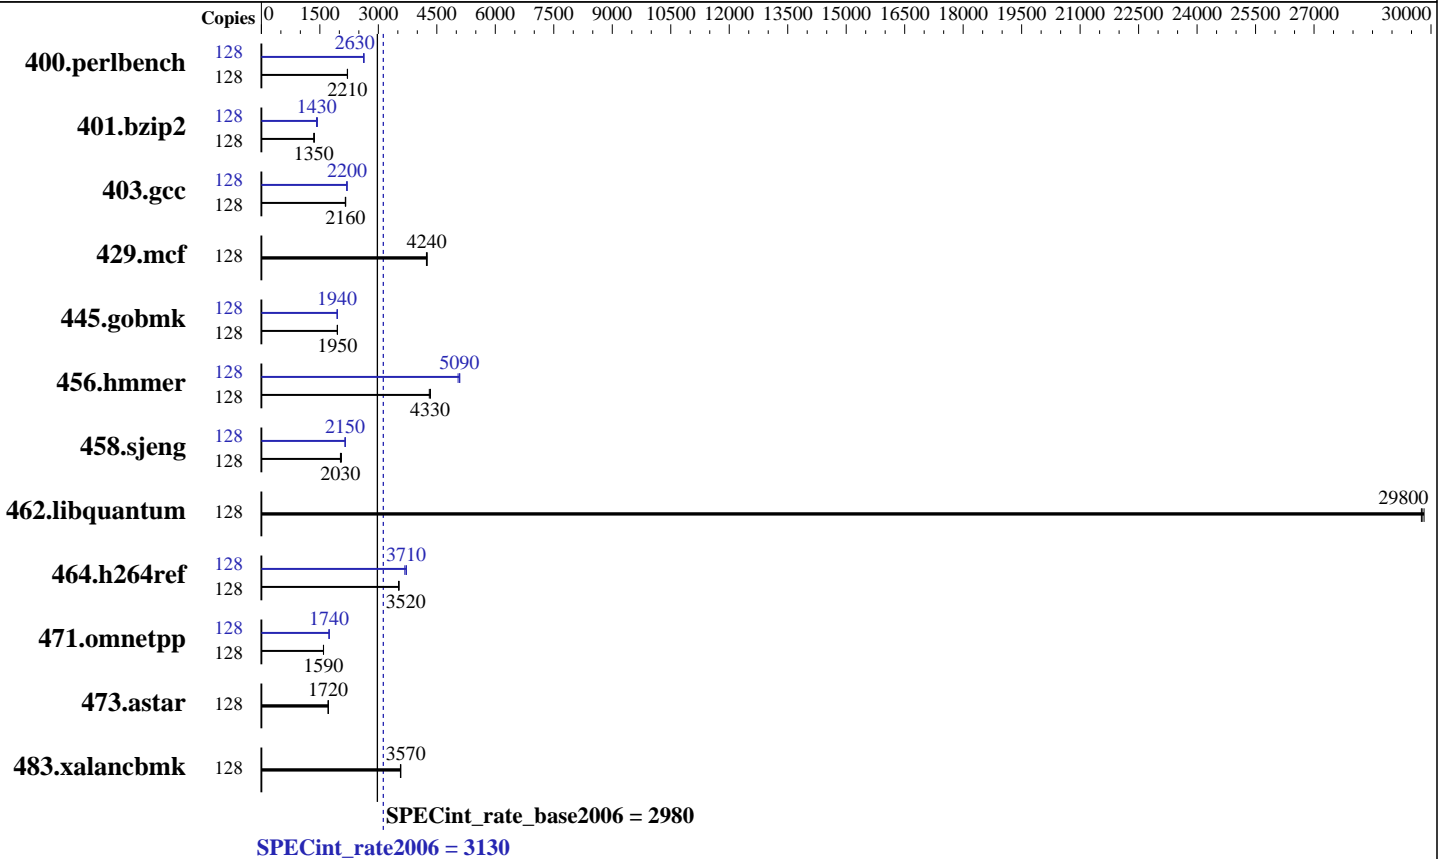 Copies 0 1500 3000 4500 6000 7500 9000 10500 12000 13500 15000 16500 18000 19500 21000 22500 24000 25500 27000 30000
400.perlbench 128 2630
128 2210
401.bzip2 128 1430
128 1350
403.gcc 128 2200
128 2160
429.mcf 128 4240
445.gobmk 128 1940
128 1950
456.hmmer 128 5090
128 4330
458.sjeng 128 2150
128 2030
462.libquantum 128 29800
464.h264ref 128 3710
128 3520
471.omnetpp 128 1740
128 1590
473.astar 128 1720
483.xalancbmk 128 3570
SPECint_rate_base2006 = 2980
SPECint_rate2006 = 3130